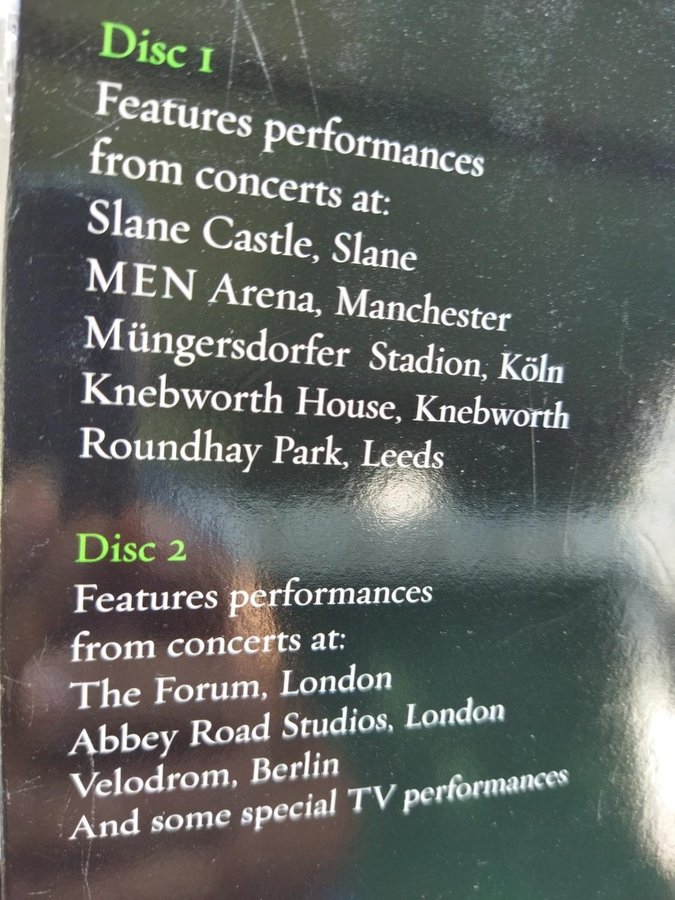 Disc 1
Features performances
from concerts at:
Slane Castle, Slane
MEN Arena, Manchester
Müngersdorfer Stadion, Köln
Knebworth House, Knebworth
Roundhay Park, Leeds
Disc 2
Features performances
from concerts at:
The Forum, London
Abbey Road Studios, London
Velodrom, Berlin
And some special TV performances